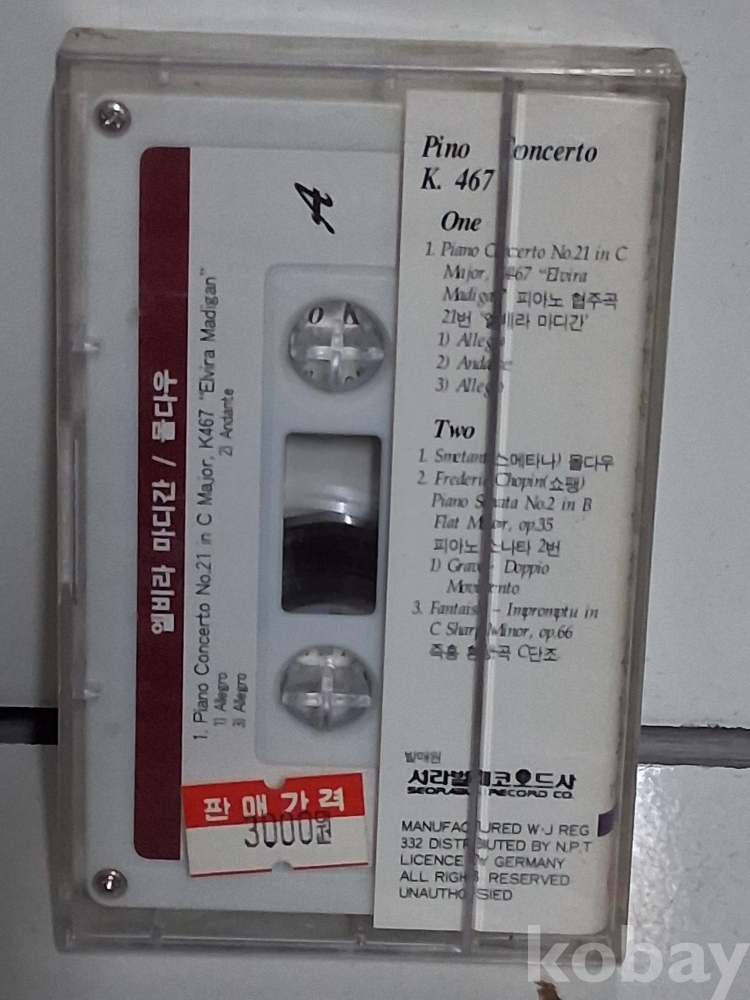 A
엘비라 마디간 / 몰다우
1. Piano Concerto No.21 in C Major, K467 "Elvira Madigan"
1) Allegro 2) Andante
3) Allegro
O K
판매가격
3000원
Pino Concerto
K. 467
One
1. Piano Concerto No.21 in C
Major, K467 "Elvira
Madigan" 피아노 협주곡
21번 '엘비라 마디간'
1) Allegro
2) Andante
3) Allegro
Two
1. Smetana(스메타나) 몰다우
2. Frederic Chopin(쇼팽)
Piano Sonata No.2 in B
Flat Minor, op.35
피아노 소나타 2번
1) Grave - Doppio
Movimento
3. Fantaisie - Impromptu in
C Sharp Minor, op.66
즉흥 환상곡 C단조
발매원
서라벌레코오드사
SEORABUL RECORD CO.
MANUFACTURED W·J REG
332 DISTRIBUTED BY N.P.T
LICENCE BY GERMANY
ALL RIGHTS RESERVED
UNAUTHO SIED
kobay